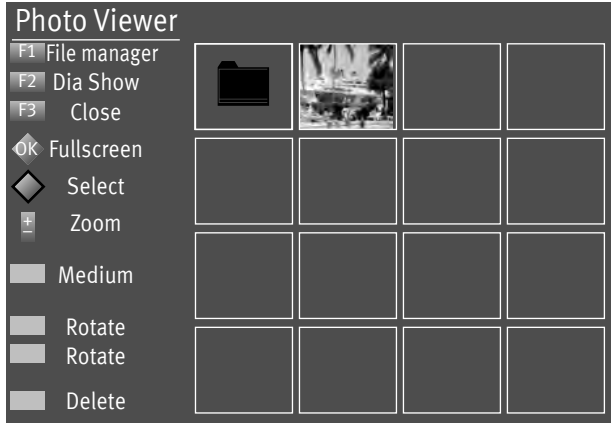 Photo Viewer
F1 File manager
F2 Dia Show
F3 Close
OK Fullscreen
Select
+ - Zoom
Medium
Rotate
Rotate
Delete